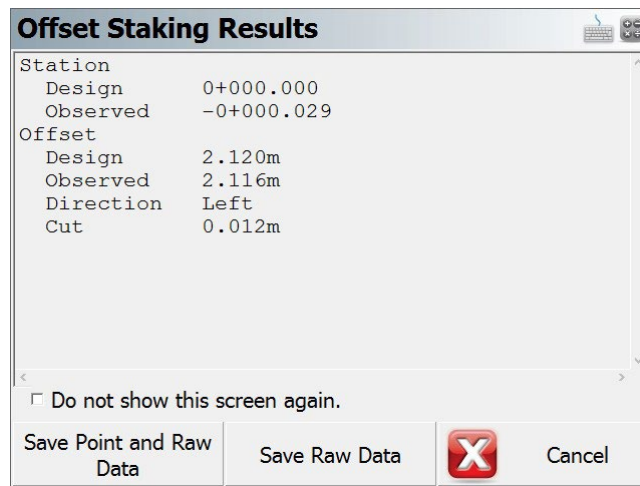 Offset Staking Results
Station
Design 0+000.000
Observed -0+000.029
Offset
Design 2.120m
Observed 2.116m
Direction Left
Cut 0.012m
Do not show this screen again.
Save Point and Raw
Data
Save Raw Data
Cancel